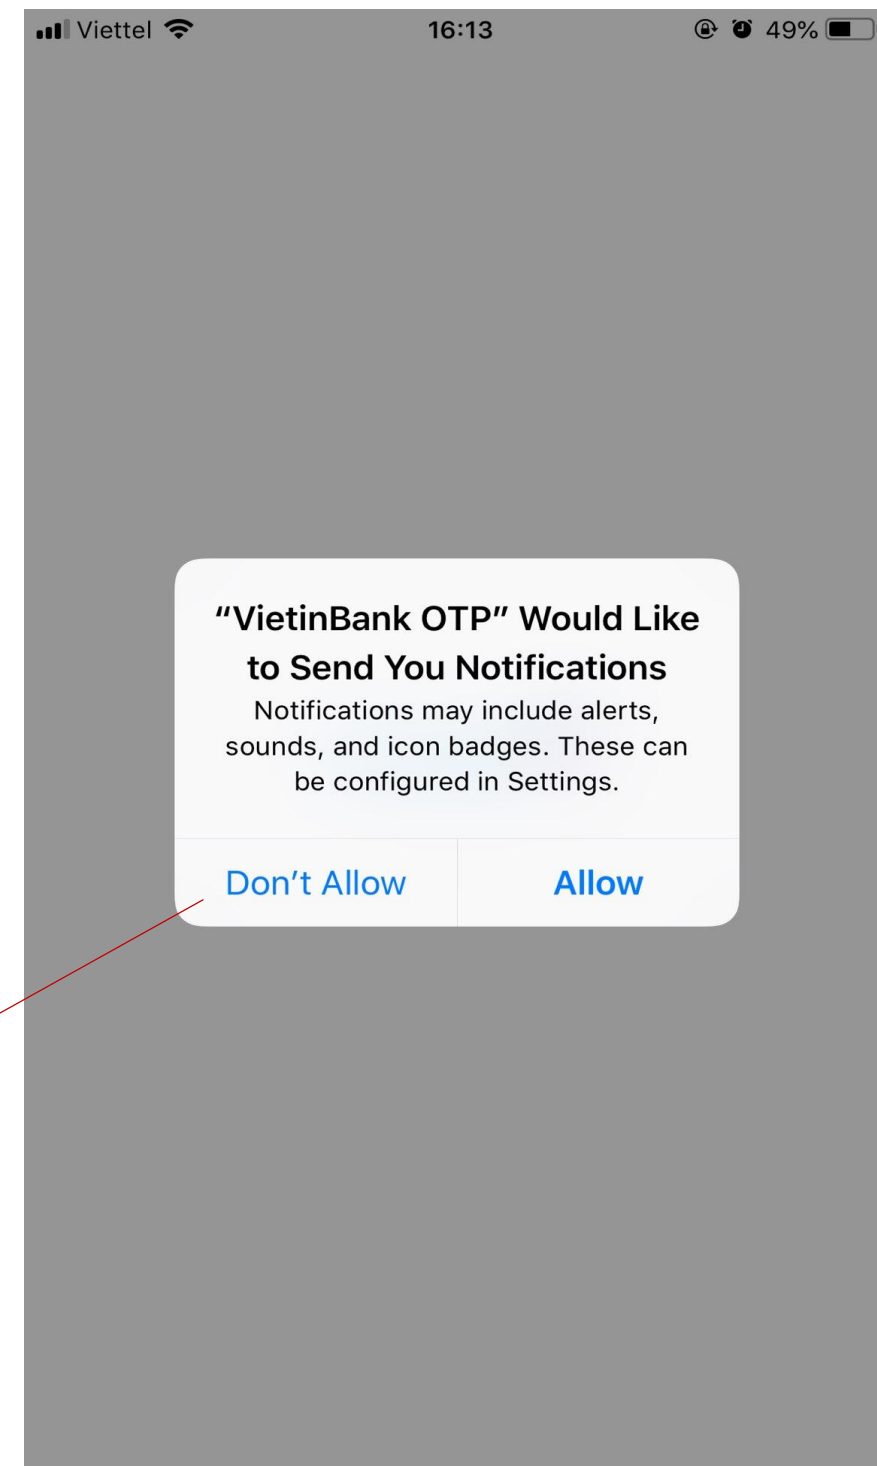 Viettel 16:13 49%
“VietinBank OTP” Would Like
to Send You Notifications
Notifications may include alerts,
sounds, and icon badges. These can
be configured in Settings.
Don’t Allow Allow